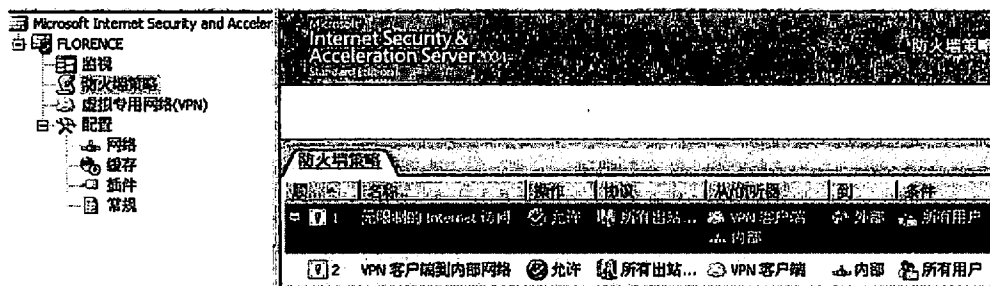 Microsoft Internet Security and Acceler
FLORENCE
监视
防火墙策略
虚拟专用网络(VPN)
配置
网络
缓存
插件
常规
Microsoft
Internet Security &
Acceleration Server 2004
Standard Edition
防火墙策略
防火墙策略
名称 操作 协议 从/侦听器 到 条件
1 无限制的 Internet 访问 允许 所有出站... VPN 客户端 外部 所有用户
内部
2 VPN 客户端到内部网络 允许 所有出站... VPN 客户端 内部 所有用户